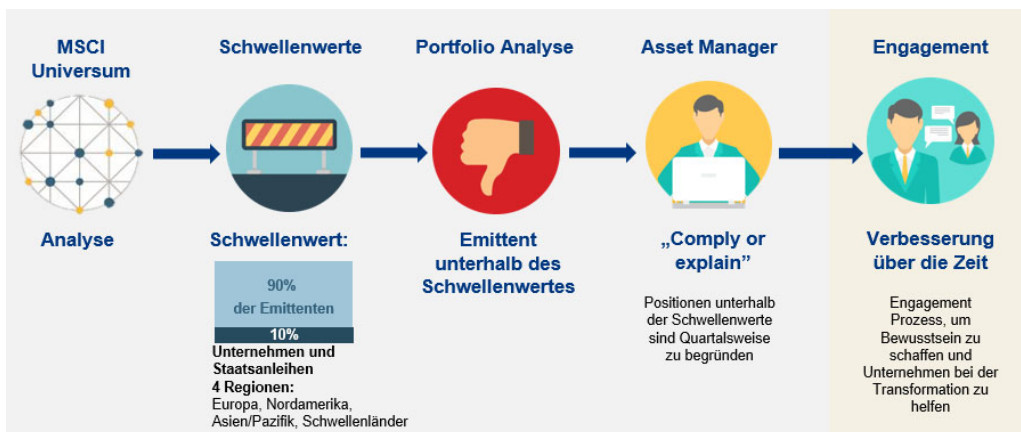 MSCI
Universum
Analyse
Schwellenwerte
Schwellenwert:
90%
der Emittenten
10%
Unternehmen und
Staatsanleihen
4 Regionen:
Europa, Nordamerika,
Asien/Pazifik, Schwellenländer
Portfolio Analyse
Emittent
unterhalb des
Schwellenwertes
Asset Manager
„Comply or
explain”
Positionen unterhalb
der Schwellenwerte
sind Quartalsweise
zu begründen
Engagement
Verbesserung
über die Zeit
Engagement
Prozess, um
Bewusstsein zu
schaffen und
Unternehmen bei der
Transformation zu
helfen